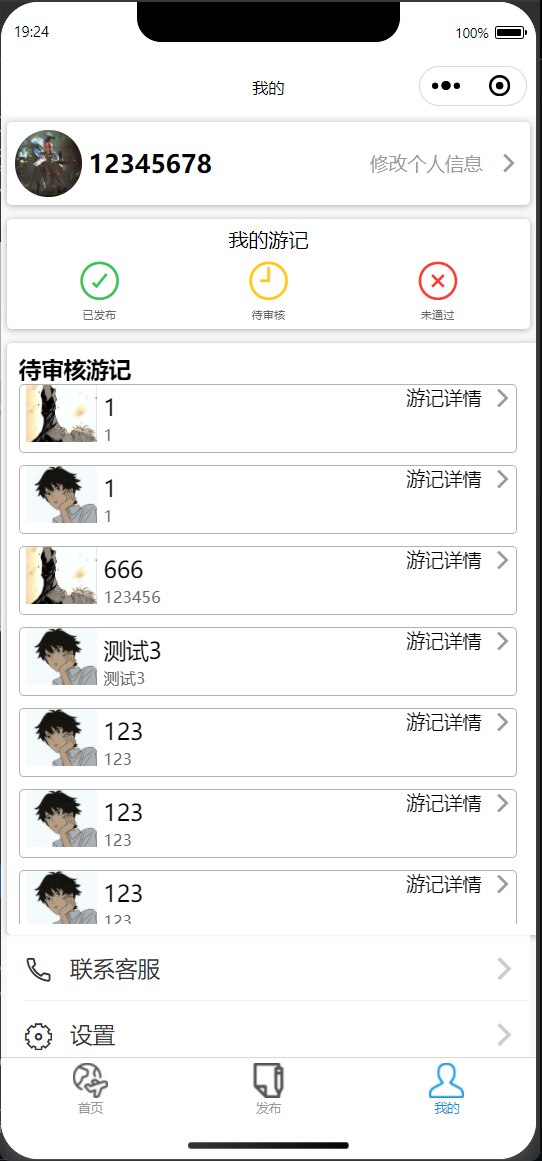 19:24
100%
我的
12345678
修改个人信息
我的游记
已发布
待审核
未通过
待审核游记
1
游记详情
1
1
游记详情
1
666
游记详情
123456
测试3
游记详情
测试3
123
游记详情
123
123
游记详情
123
123
游记详情
123
联系客服
设置
首页
发布
我的